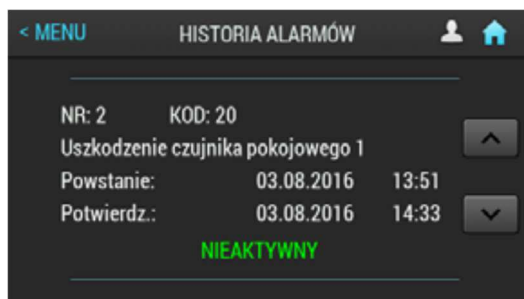 < MENU HISTORIA ALARMÓW
NR: 2 KOD: 20
Uszkodzenie czujnika pokojowego 1
Powstanie: 03.08.2016 13:51
Potwierdz.: 03.08.2016 14:33
NIEAKTYWNY